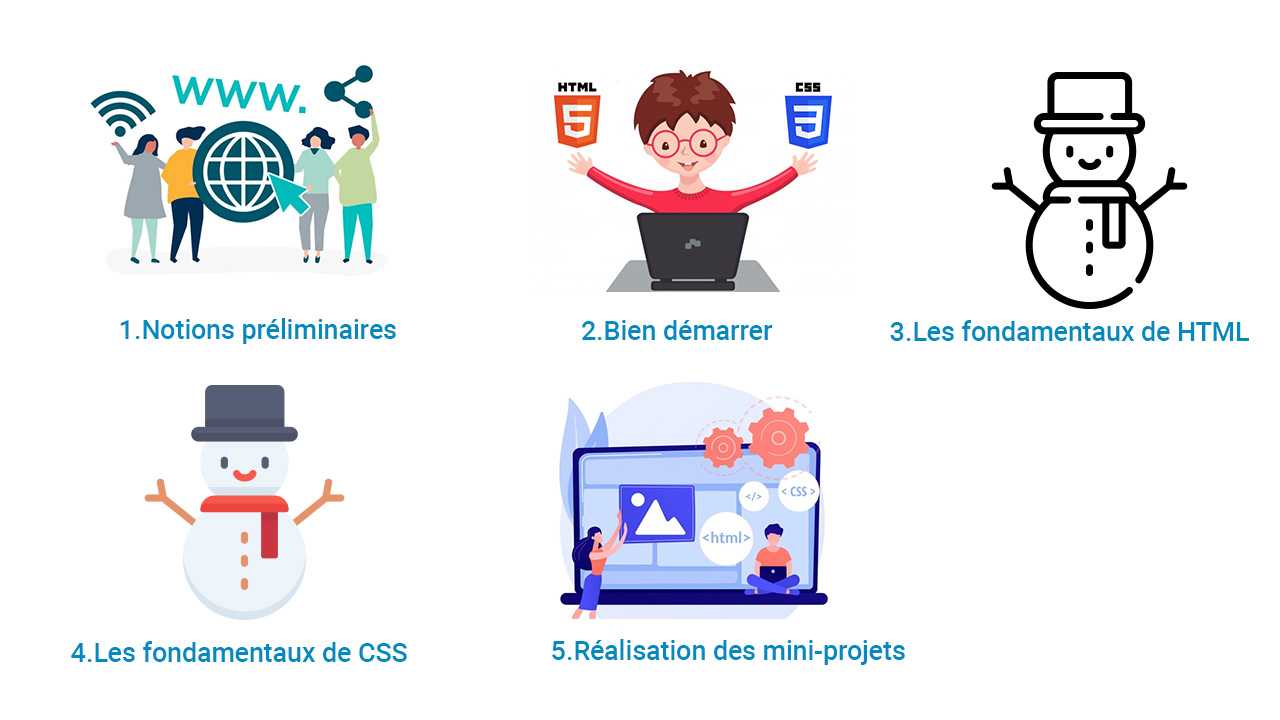 www.
HTML
5
CSS
3
1.Notions préliminaires
2.Bien démarrer
3.Les fondamentaux de HTML
</>
< CSS >
<html>
4.Les fondamentaux de CSS
5.Réalisation des mini-projets